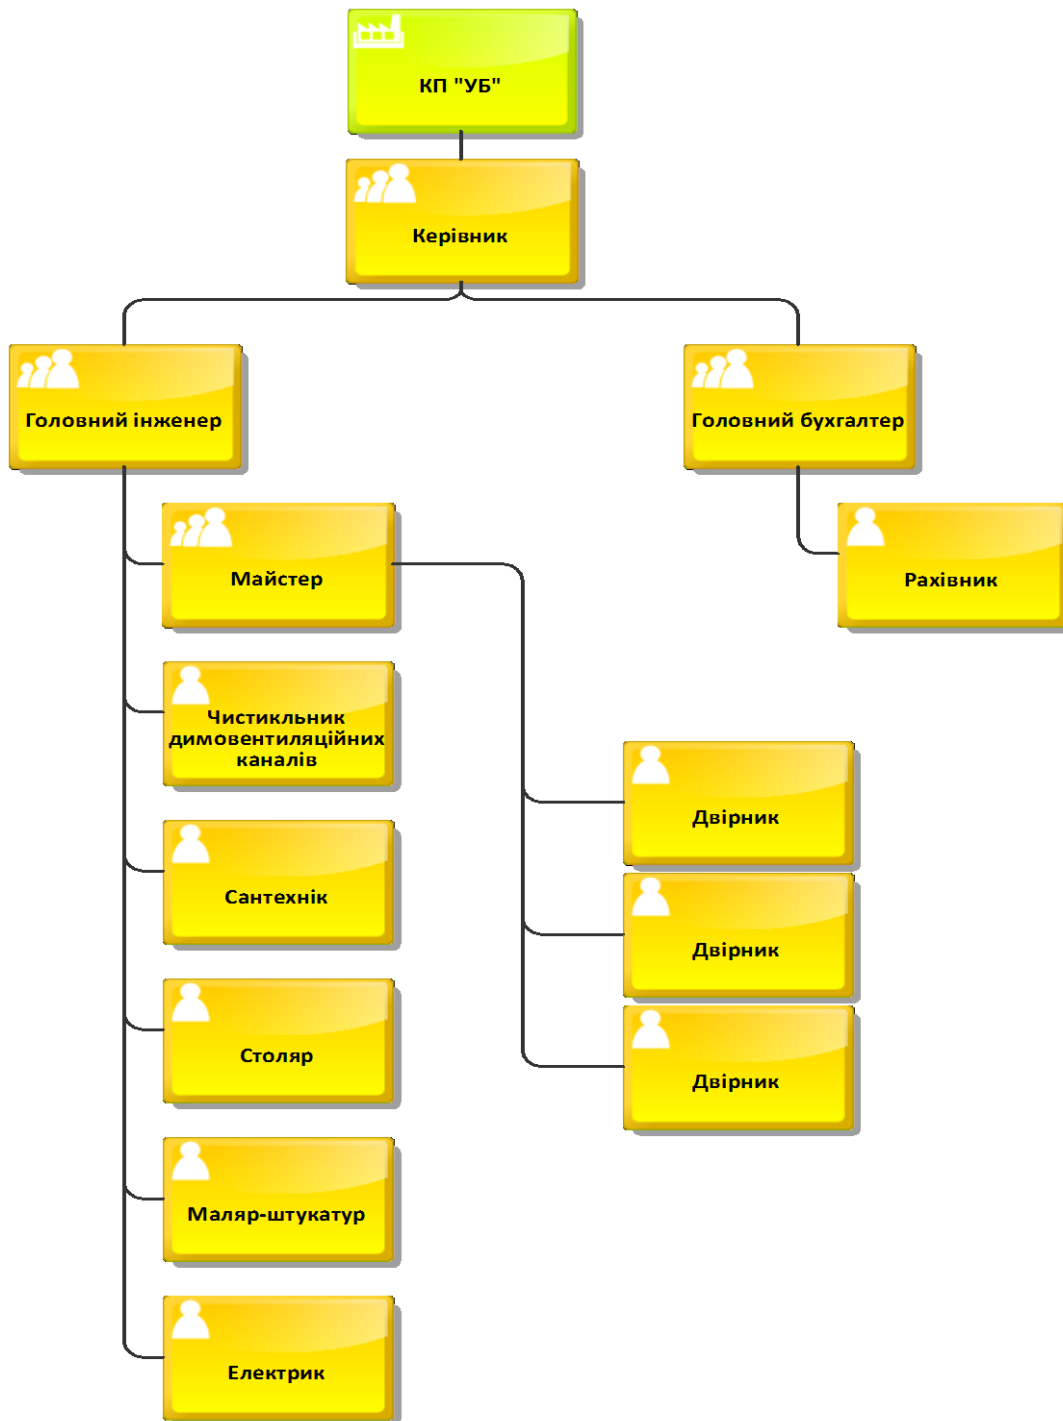 КП "УБ"
Керівник
Головний інженер
Головний бухгалтер
Майстер
Рахівник
Чистикльник
димовентиляційних
каналів
Двірник
Сантехнік
Двірник
Столяр
Двірник
Маляр-штукатур
Електрик